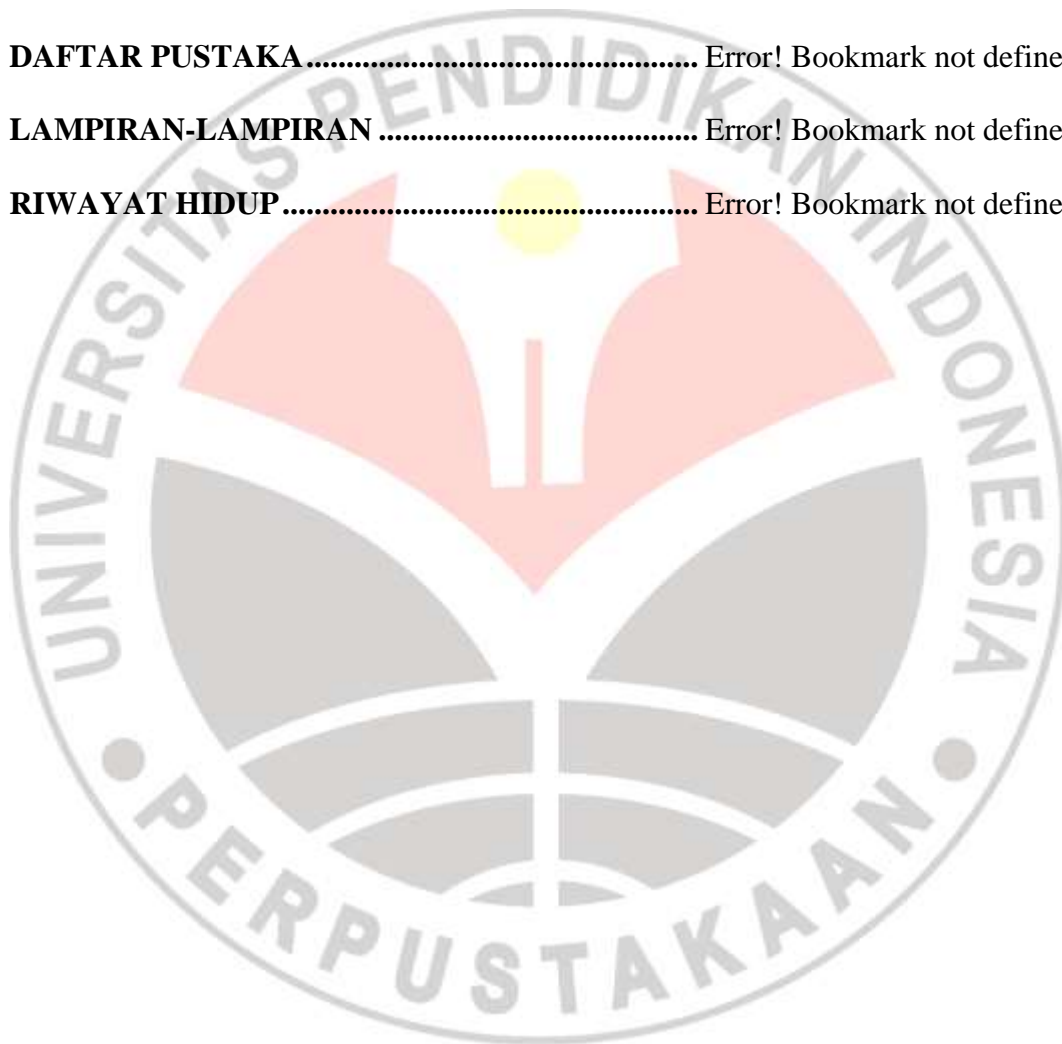 DAFTAR PUSTAKA.................................................... Error! Bookmark not define
LAMPIRAN-LAMPIRAN ........................................ Error! Bookmark not define
RIWAYAT HIDUP.................................................... Error! Bookmark not define
UNIVERSITAS PENDIDIKAN INDONESIA
PERPUSTAKAAN